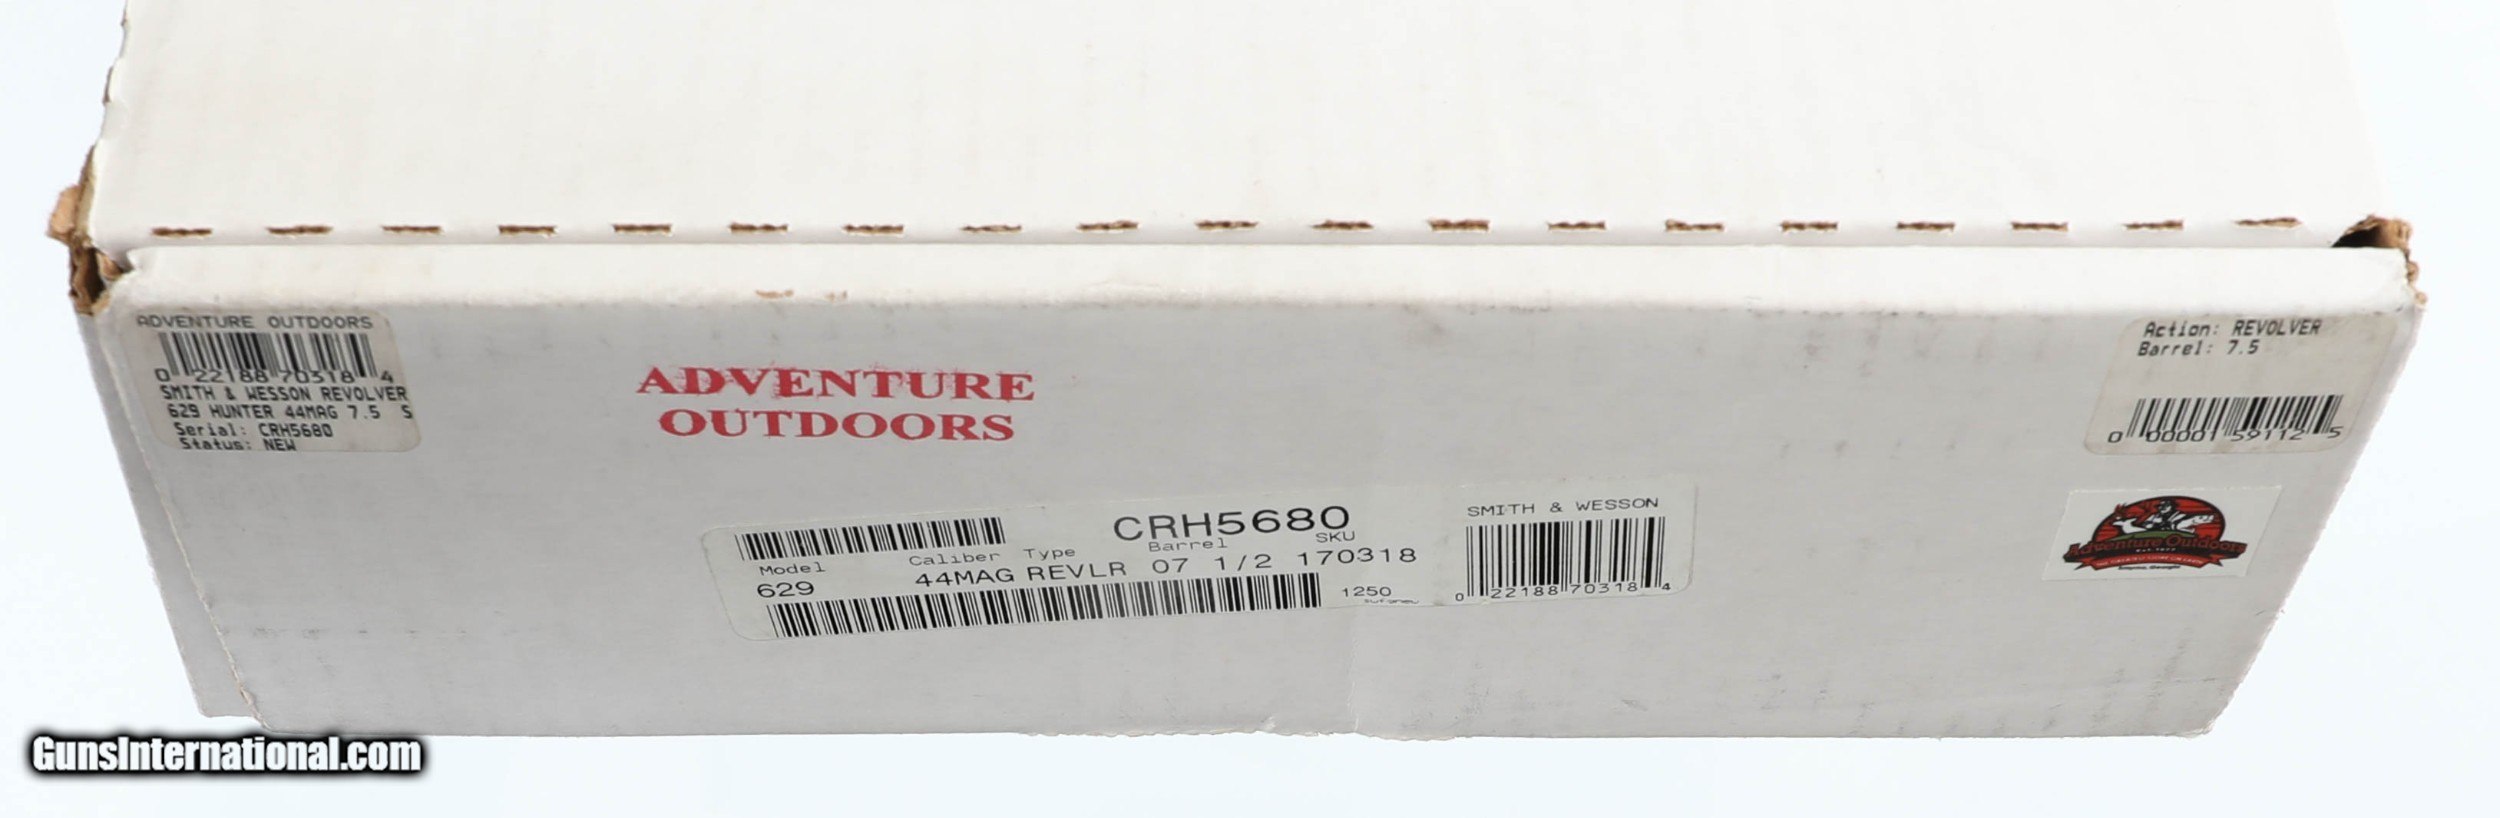 ADVENTURE OUTDOORS
0 22188 70318 4
SMITH & WESSON REVOLVER
629 HUNTER 44MAG 7.5 S
Serial: CRH5680
Status: NEW
ADVENTURE
OUTDOORS
Action: REVOLVER
Barrel: 7.5
0 00001 59112 5
CRH5680
Model Caliber Type Barrel SKU
629 44MAG REVLR 07 1/2 170318
1250
SMITH & WESSON
0 22188 70318 4
Adventure Outdoors
GunsInternational.com